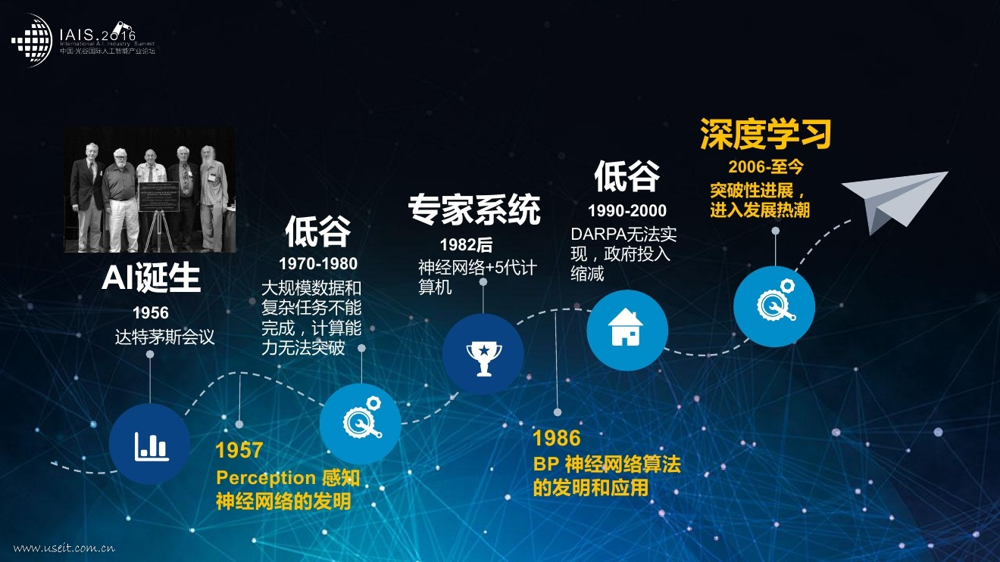 IAIS.2016
International A.I. Industry Summit
中国·光谷国际人工智能产业论坛
AI诞生
1956
达特茅斯会议
1957
Perception 感知
神经网络的发明
低谷
1970-1980
大规模数据和
复杂任务不能
完成，计算能
力无法突破
专家系统
1982后
神经网络+5代计
算机
1986
BP 神经网络算法
的发明和应用
低谷
1990-2000
DARPA无法实
现，政府投入
缩减
深度学习
2006-至今
突破性进展，
进入发展热潮
www.useit.com.cn